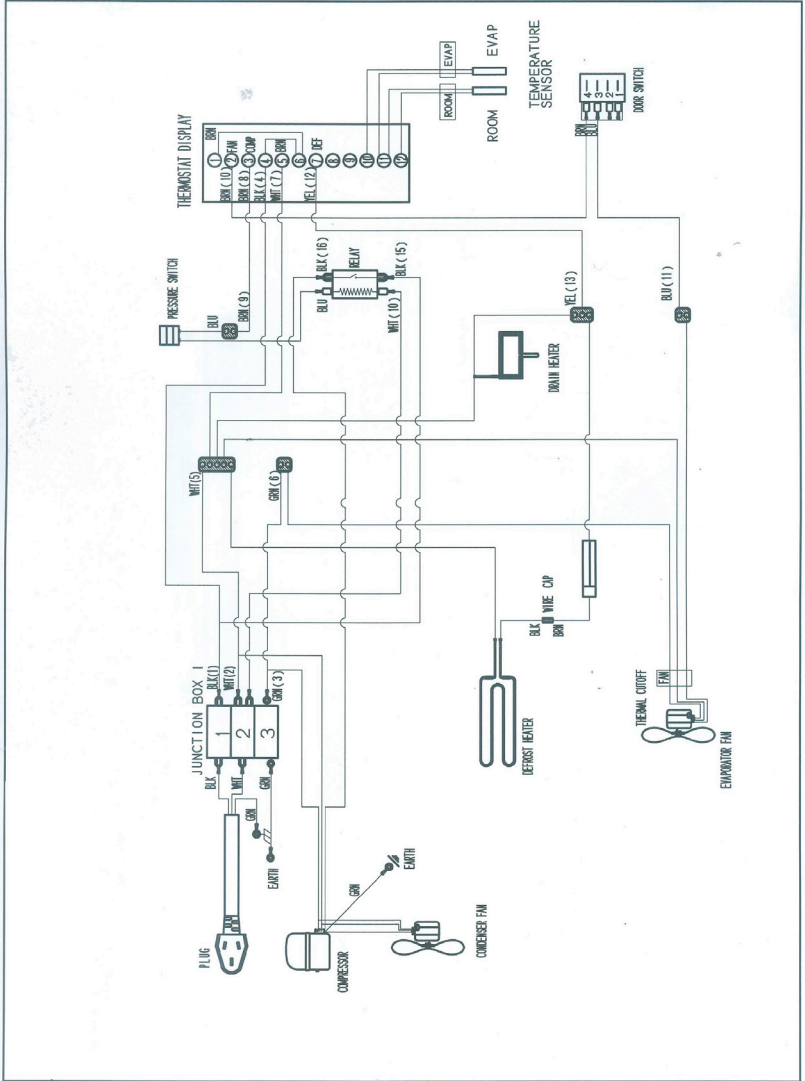 THERMOSTAT DISPLAY
BRN
BRN(10)
FAN
BRN(8)
COMP
BLK(4)
WHT(7)
BRN
YEL(12)
DEF
1
2
3
4
5
6
7
8
9
10
11
12
ROOM
EVAP
ROOM
EVAP
TEMPERATURE
SENSOR
4
3
2
1
DOOR SWITCH
BRN
BLU
PRESSURE SWITCH
BLU
BRN(9)
BLU
BLK(16)
RELAY
WHT(10)
BLK(15)
YEL(13)
BLU(11)
DRAIN HEATER
WHT(5)
GRN(6)
JUNCTION BOX 1
BLK(1)
WHT(2)
GRN(3)
1
2
3
BLK
WHT
GRN
GRN
EARTH
PLUG
BLK
BRN
WIRE CAP
DEFROST HEATER
THERMAL CUTOFF
FAN
EVAPORATOR FAN
GRN
EARTH
COMPRESSOR
CONDENSER FAN